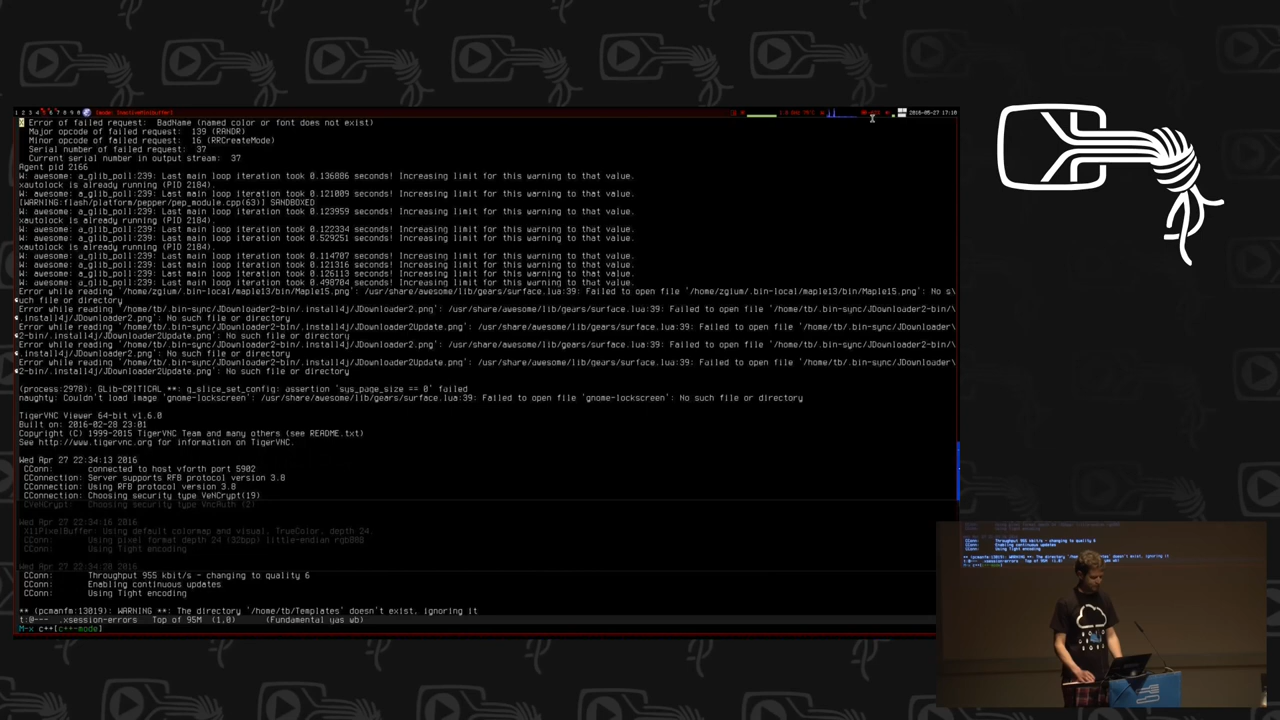 1 2 3 4 5 6 7 8 9 0 [mode: InactiveMinibuffer] 2016-05-27 17:10
X Error of failed request: BadName (named color or font does not exist)
Major opcode of failed request: 139 (RANDR)
Minor opcode of failed request: 16 (RRCreateMode)
Serial number of failed request: 37
Current serial number in output stream: 37
Agent pid 2166
W: awesome: a_glib_poll:239: Last main loop iteration took 0.136886 seconds! Increasing limit for this warning to that value.
xautolock is already running (PID 2184).
W: awesome: a_glib_poll:239: Last main loop iteration took 0.121009 seconds! Increasing limit for this warning to that value.
[WARNING:flash/platform/pepper/pep_module.cpp(63)] SANDBOXED
W: awesome: a_glib_poll:239: Last main loop iteration took 0.123959 seconds! Increasing limit for this warning to that value.
xautolock is already running (PID 2184).
W: awesome: a_glib_poll:239: Last main loop iteration took 0.122334 seconds! Increasing limit for this warning to that value.
W: awesome: a_glib_poll:239: Last main loop iteration took 0.529251 seconds! Increasing limit for this warning to that value.
xautolock is already running (PID 2184).
W: awesome: a_glib_poll:239: Last main loop iteration took 0.114707 seconds! Increasing limit for this warning to that value.
W: awesome: a_glib_poll:239: Last main loop iteration took 0.121316 seconds! Increasing limit for this warning to that value.
W: awesome: a_glib_poll:239: Last main loop iteration took 0.126113 seconds! Increasing limit for this warning to that value.
W: awesome: a_glib_poll:239: Last main loop iteration took 0.498704 seconds! Increasing limit for this warning to that value.
Error while reading '/home/zglum/.bin-local/maple13/bin/Maple15.png': /usr/share/awesome/lib/gears/surface.lua:39: Failed to open file '/home/zglum/.bin-local/maple13/bin/Maple15.png': No s\
uch file or directory
Error while reading '/home/tb/.bin-sync/JDownloader2-bin/.install4j/JDownloader2.png': /usr/share/awesome/lib/gears/surface.lua:39: Failed to open file '/home/tb/.bin-sync/JDownloader2-bin/\
.install4j/JDownloader2.png': No such file or directory
Error while reading '/home/tb/.bin-sync/JDownloader2-bin/.install4j/JDownloader2Update.png': /usr/share/awesome/lib/gears/surface.lua:39: Failed to open file '/home/tb/.bin-sync/JDownloader\
2-bin/.install4j/JDownloader2Update.png': No such file or directory
Error while reading '/home/tb/.bin-sync/JDownloader2-bin/.install4j/JDownloader2.png': /usr/share/awesome/lib/gears/surface.lua:39: Failed to open file '/home/tb/.bin-sync/JDownloader2-bin/\
.install4j/JDownloader2.png': No such file or directory
Error while reading '/home/tb/.bin-sync/JDownloader2-bin/.install4j/JDownloader2Update.png': /usr/share/awesome/lib/gears/surface.lua:39: Failed to open file '/home/tb/.bin-sync/JDownloader\
2-bin/.install4j/JDownloader2Update.png': No such file or directory
(process:2978): GLib-CRITICAL **: g_slice_set_config: assertion 'sys_page_size == 0' failed
naughty: Couldn't load image 'gnome-lockscreen': /usr/share/awesome/lib/gears/surface.lua:39: Failed to open file 'gnome-lockscreen': No such file or directory
TigerVNC Viewer 64-bit v1.6.0
Built on: 2016-02-28 23:01
Copyright (C) 1999-2015 TigerVNC Team and many others (see README.txt)
See http://www.tigervnc.org for information on TigerVNC.
Wed Apr 27 22:34:13 2016
CConn: connected to host vforth port 5902
CConnection: Server supports RFB protocol version 3.8
CConnection: Using RFB protocol version 3.8
CConnection: Choosing security type VeNCrypt(19)
CVeNCrypt: Choosing security type VncAuth (2)
Wed Apr 27 22:34:16 2016
X11PixelBuffer: Using default colormap and visual, TrueColor, depth 24.
CConn: Using pixel format depth 24 (32bpp) little-endian rgb888
CConn: Using Tight encoding
Wed Apr 27 22:34:20 2016
CConn: Throughput 955 kbit/s - changing to quality 6
CConn: Enabling continuous updates
CConn: Using Tight encoding
** (pcmanfm:13019): WARNING **: The directory '/home/tb/Templates' doesn't exist, ignoring it
t:@--- .xsession-errors Top of 95M (1,0) (Fundamental yas wb)
M-x c++[c++-mode]